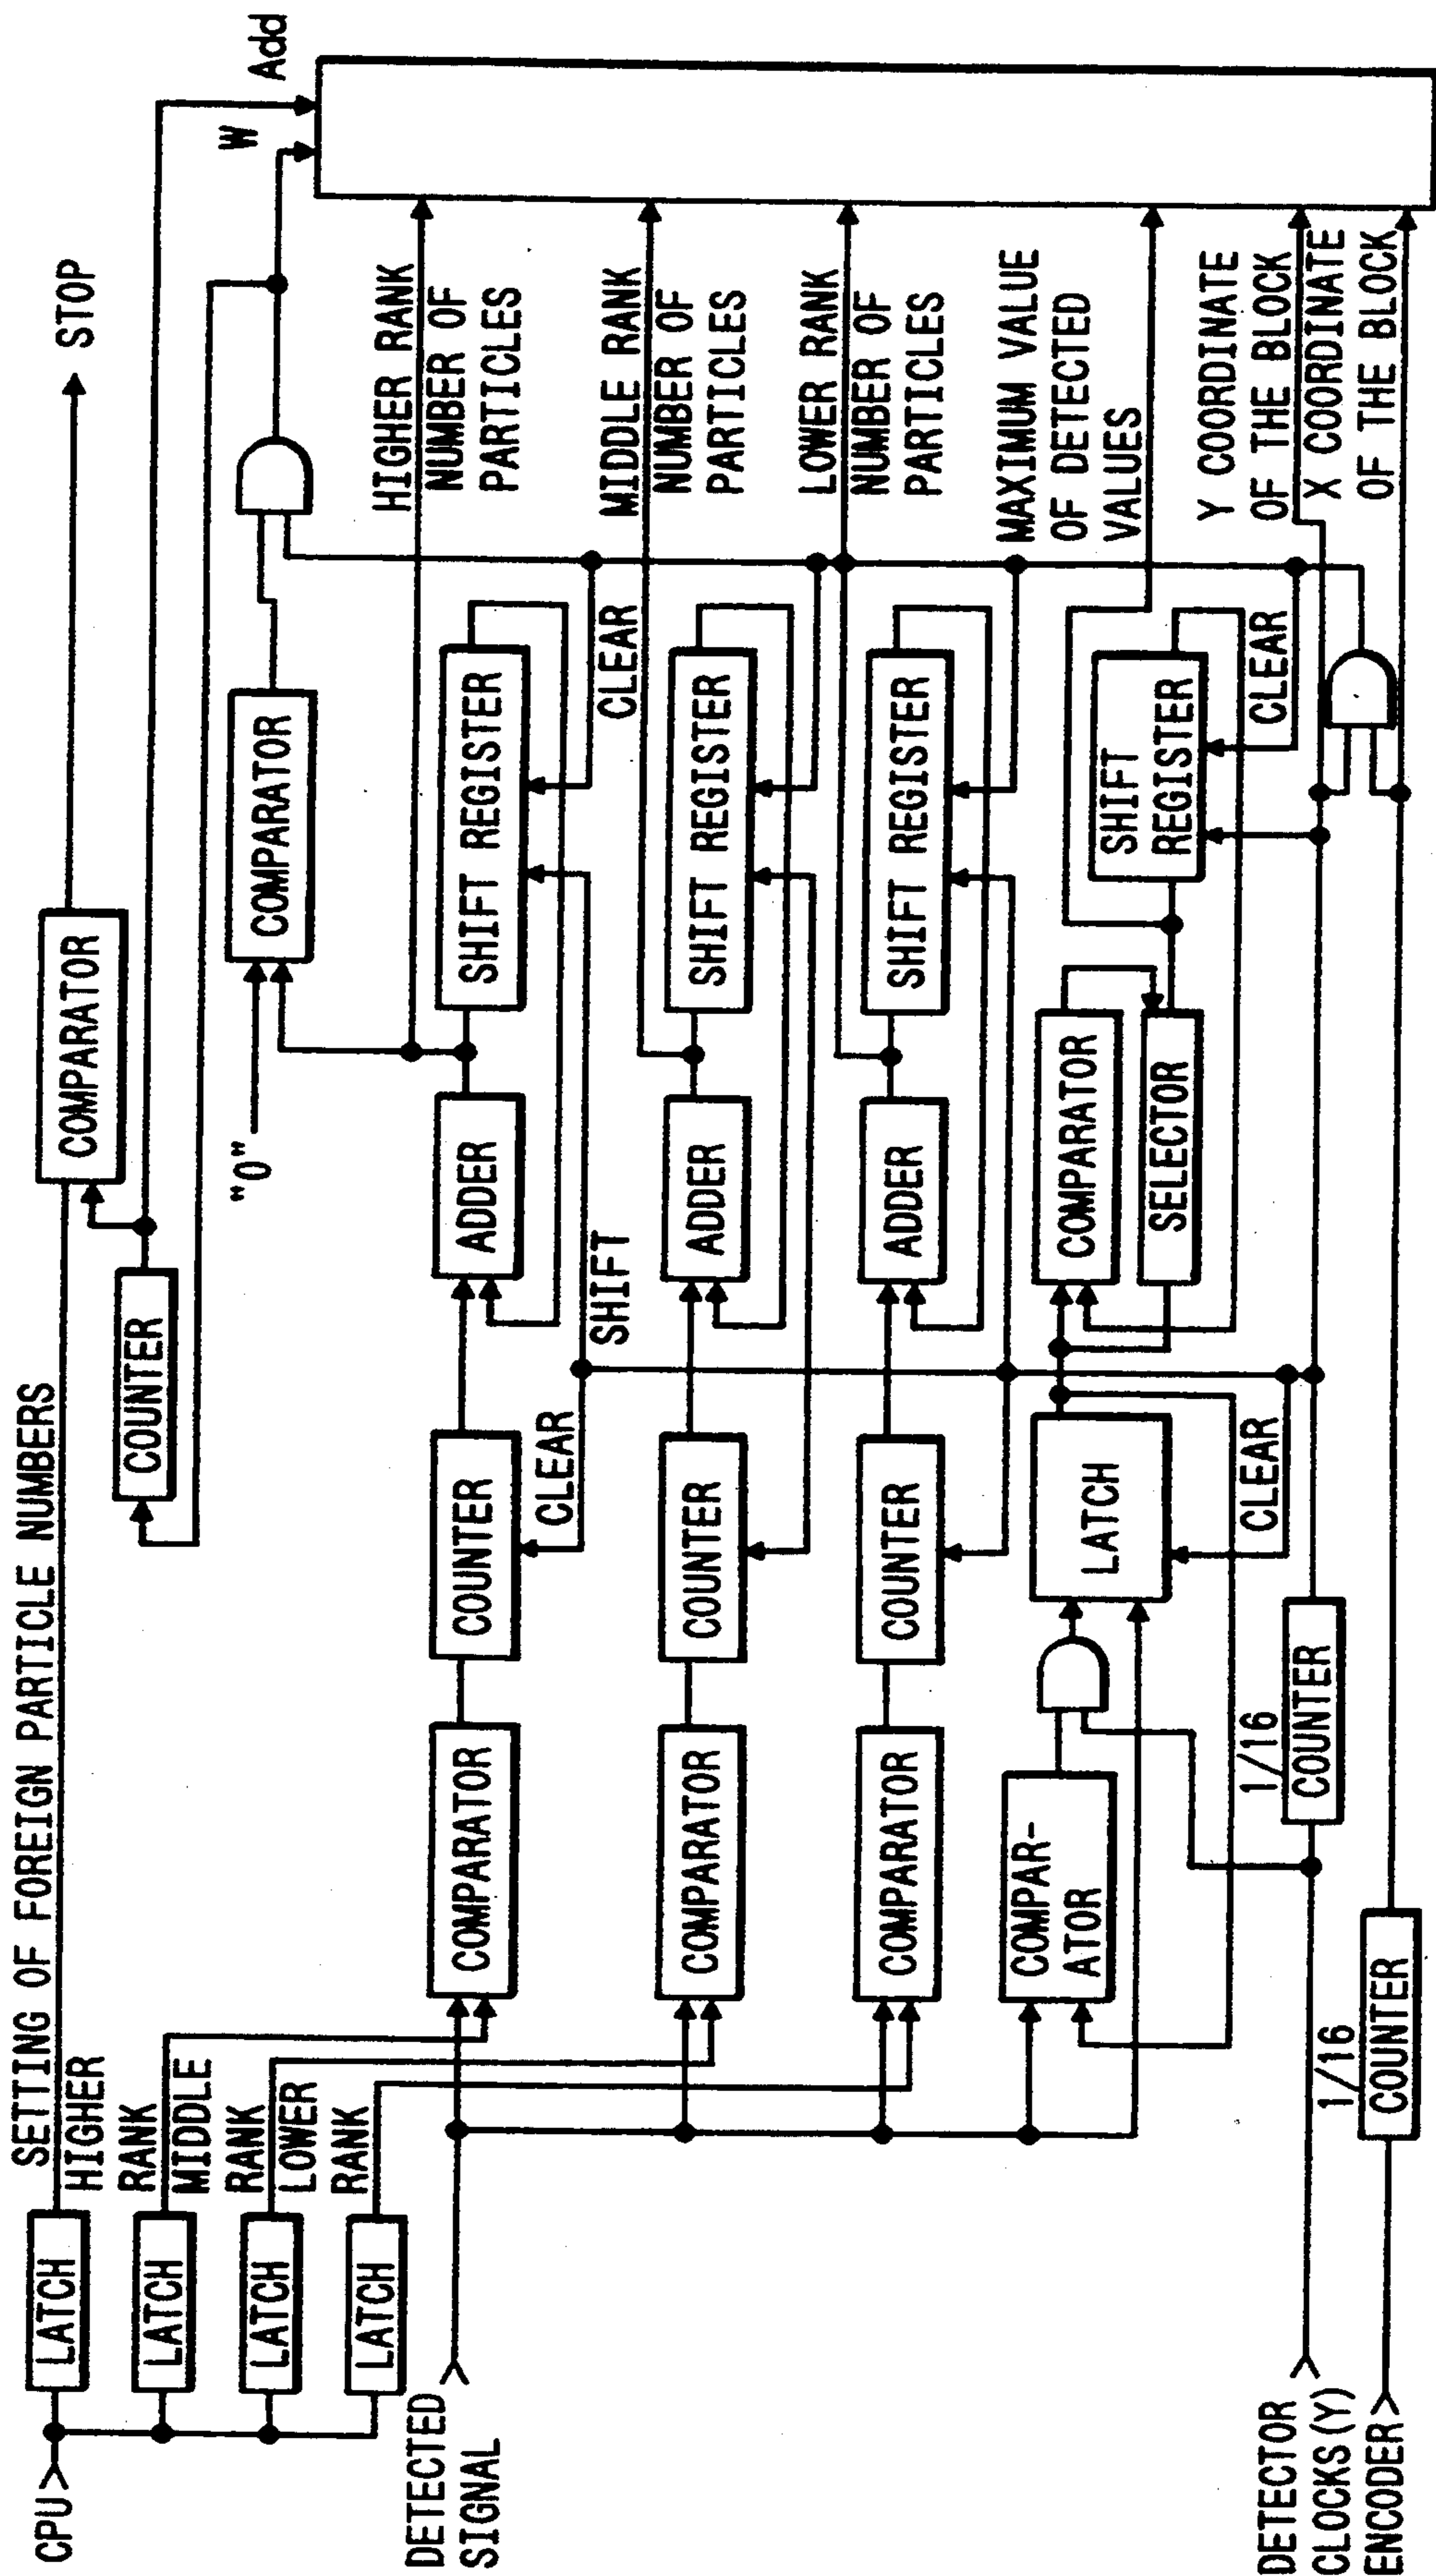 CPU
LATCH
LATCH
LATCH
LATCH
SETTING OF FOREIGN PARTICLE NUMBERS
HIGHER
RANK
MIDDLE
RANK
LOWER
RANK
COUNTER
COMPARATOR
STOP
"0"
COMPARATOR
W
Add
DETECTED
SIGNAL
COMPARATOR
COUNTER
CLEAR
SHIFT
ADDER
SHIFT REGISTER
CLEAR
HIGHER RANK
NUMBER OF
PARTICLES
COMPARATOR
COUNTER
ADDER
SHIFT REGISTER
MIDDLE RANK
NUMBER OF
PARTICLES
COMPARATOR
COUNTER
ADDER
SHIFT REGISTER
LOWER RANK
NUMBER OF
PARTICLES
COMPAR-
ATOR
LATCH
CLEAR
COMPARATOR
SELECTOR
SHIFT
REGISTER
CLEAR
MAXIMUM VALUE
OF DETECTED
VALUES
DETECTOR
CLOCKS(Y)
1/16
COUNTER
Y COORDINATE
OF THE BLOCK
ENCODER
1/16
COUNTER
X COORDINATE
OF THE BLOCK